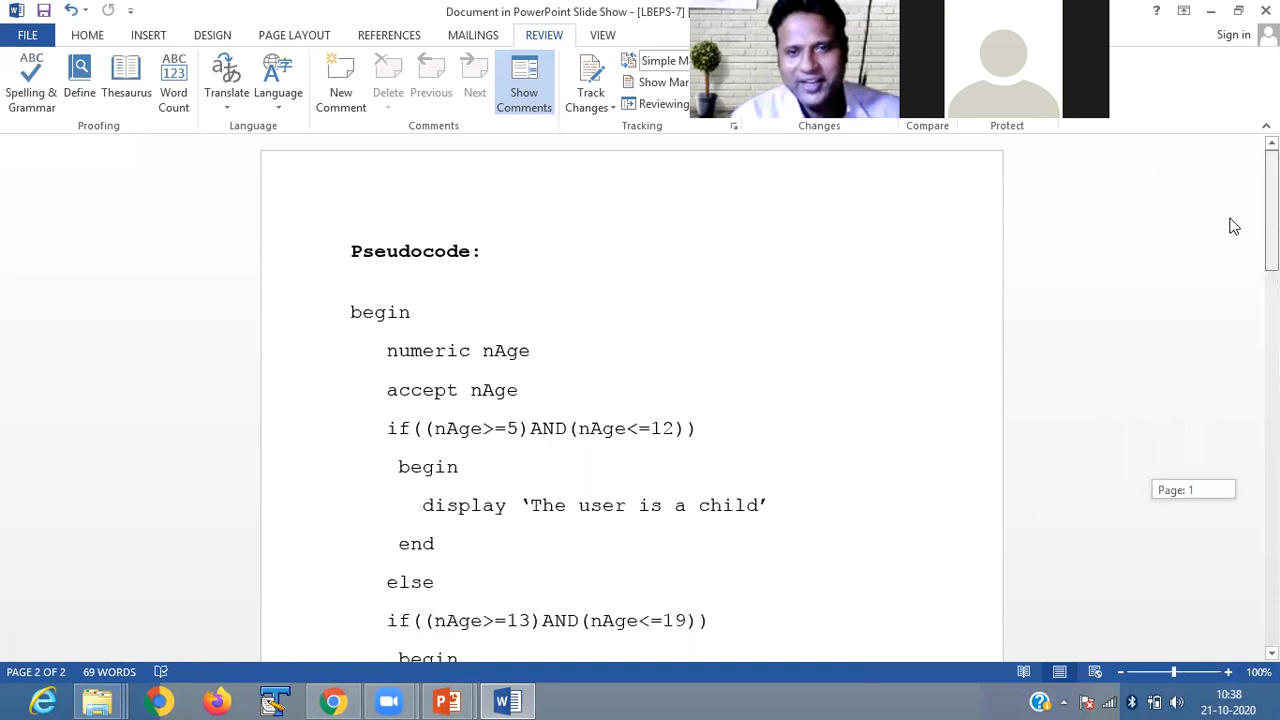 Document in PowerPoint Slide Show - [LBEPS-7]
?
FILE HOME INSERT DESIGN PAGE LAYOUT REFERENCES MAILINGS REVIEW VIEW Sign in
ABC Spelling & Grammar
Define
Thesaurus
ABC 123 Word Count
Translate
Language
New Comment
Delete
Previous
Next
Show Comments
Track Changes
Simple M
Show Mar
Reviewing
Proofing Language Comments Tracking Changes Compare Protect
Pseudocode:
begin
numeric nAge
accept nAge
if((nAge>=5)AND(nAge<=12))
begin
display ‘The user is a child’
end
else
if((nAge>=13)AND(nAge<=19))
begin
Page: 1
PAGE 2 OF 2 69 WORDS 100%
10:38
21-10-2020